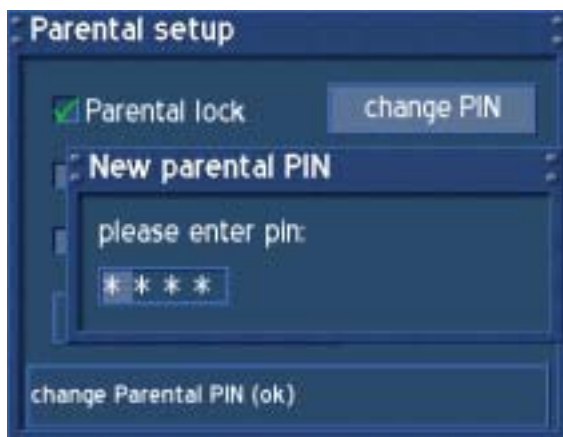 Parental setup
Parental lock
change PIN
New parental PIN
please enter pin:
* * * *
change Parental PIN (ok)